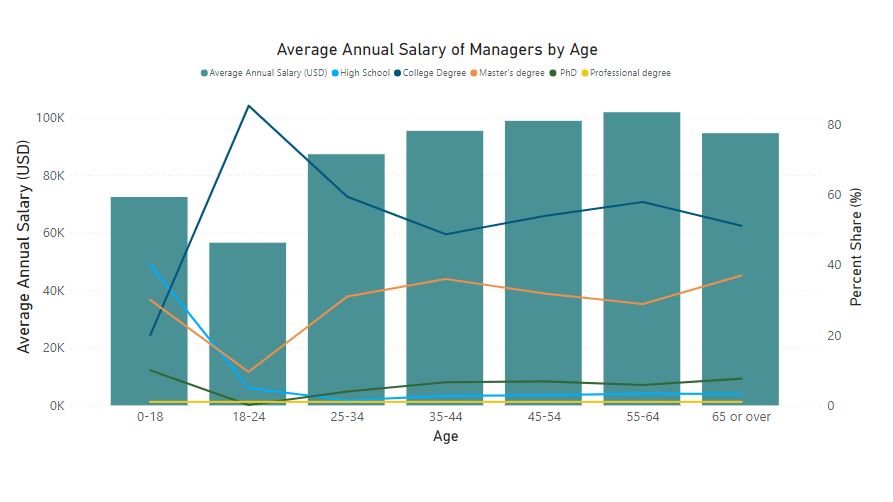 Average Annual Salary of Managers by Age
Average Annual Salary (USD) High School College Degree Master's degree PhD Professional degree
Average Annual Salary (USD)
100K
80K
60K
40K
20K
0K
80
60
40
20
0
Percent Share (%)
0-18 18-24 25-34 35-44 45-54 55-64 65 or over
Age